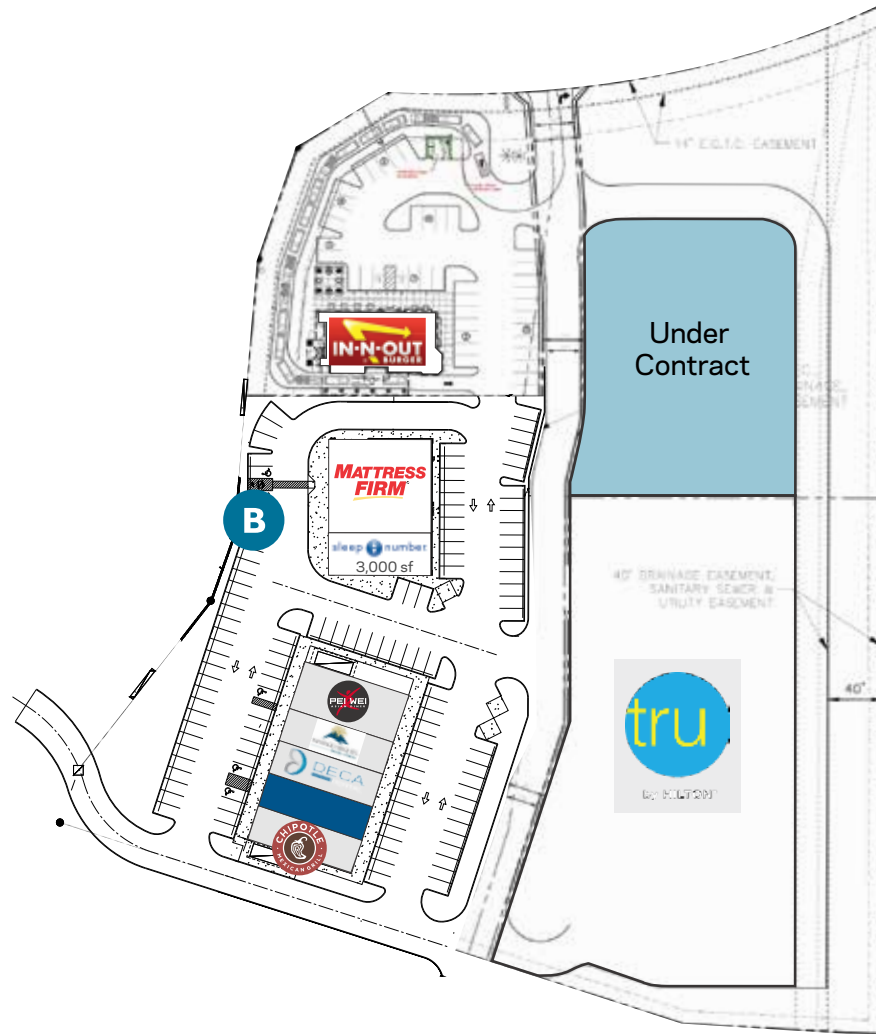 14' E.G.T.C. EASEMENT
IN-N-OUT
BURGER
Under
Contract
EASEMENT
MATTRESS
FIRM
B
sleep number
3,000 sf
40' DRAINAGE EASEMENT,
SANITARY SEWER &
UTILITY EASEMENT
PEI WEI
40'
tru
by HILTON
DECA
CHIPOTLE
MEXICAN GRILL